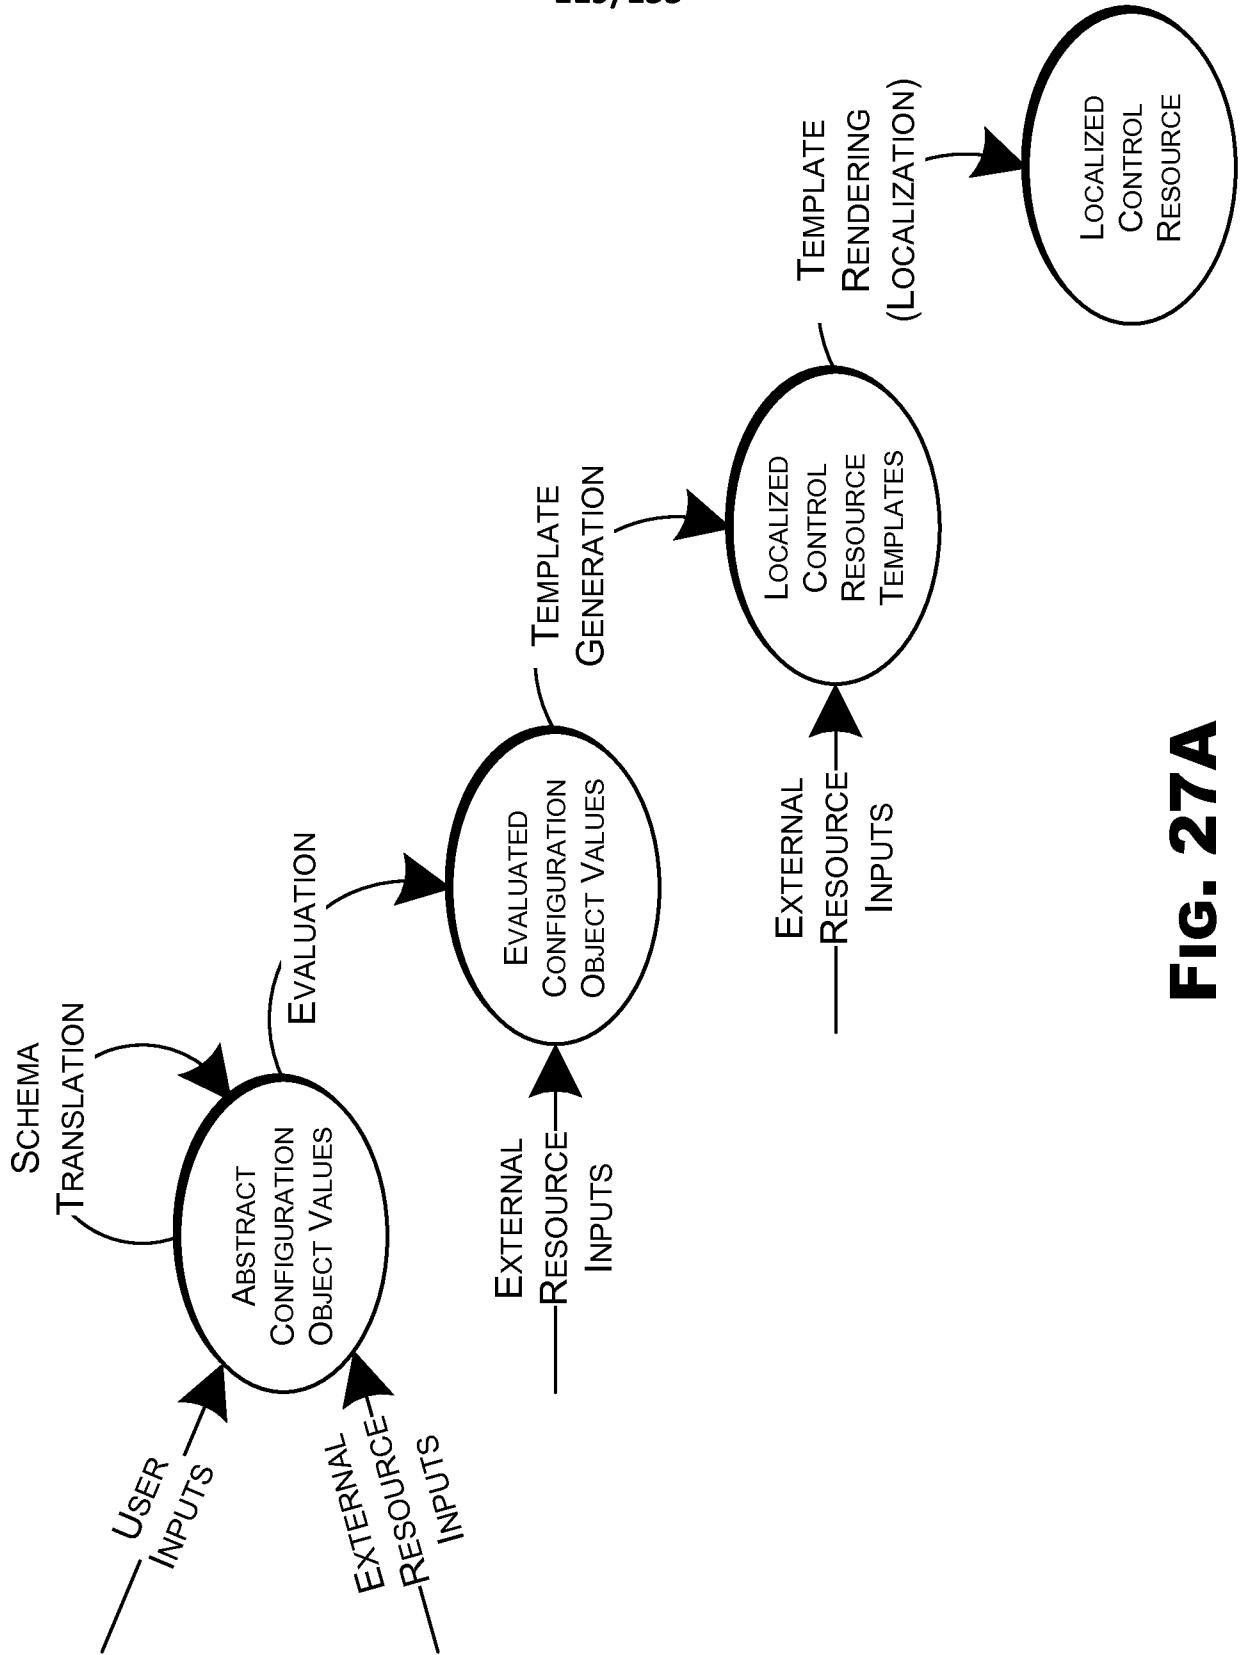 SCHEMA
TRANSLATION
USER
INPUTS
EXTERNAL
RESOURCE
INPUTS
ABSTRACT
CONFIGURATION
OBJECT VALUES
EVALUATION
EXTERNAL
RESOURCE
INPUTS
EVALUATED
CONFIGURATION
OBJECT VALUES
TEMPLATE
GENERATION
EXTERNAL
RESOURCE
INPUTS
LOCALIZED
CONTROL
RESOURCE
TEMPLATES
TEMPLATE
RENDERING
(LOCALIZATION)
LOCALIZED
CONTROL
RESOURCE
FIG. 27A